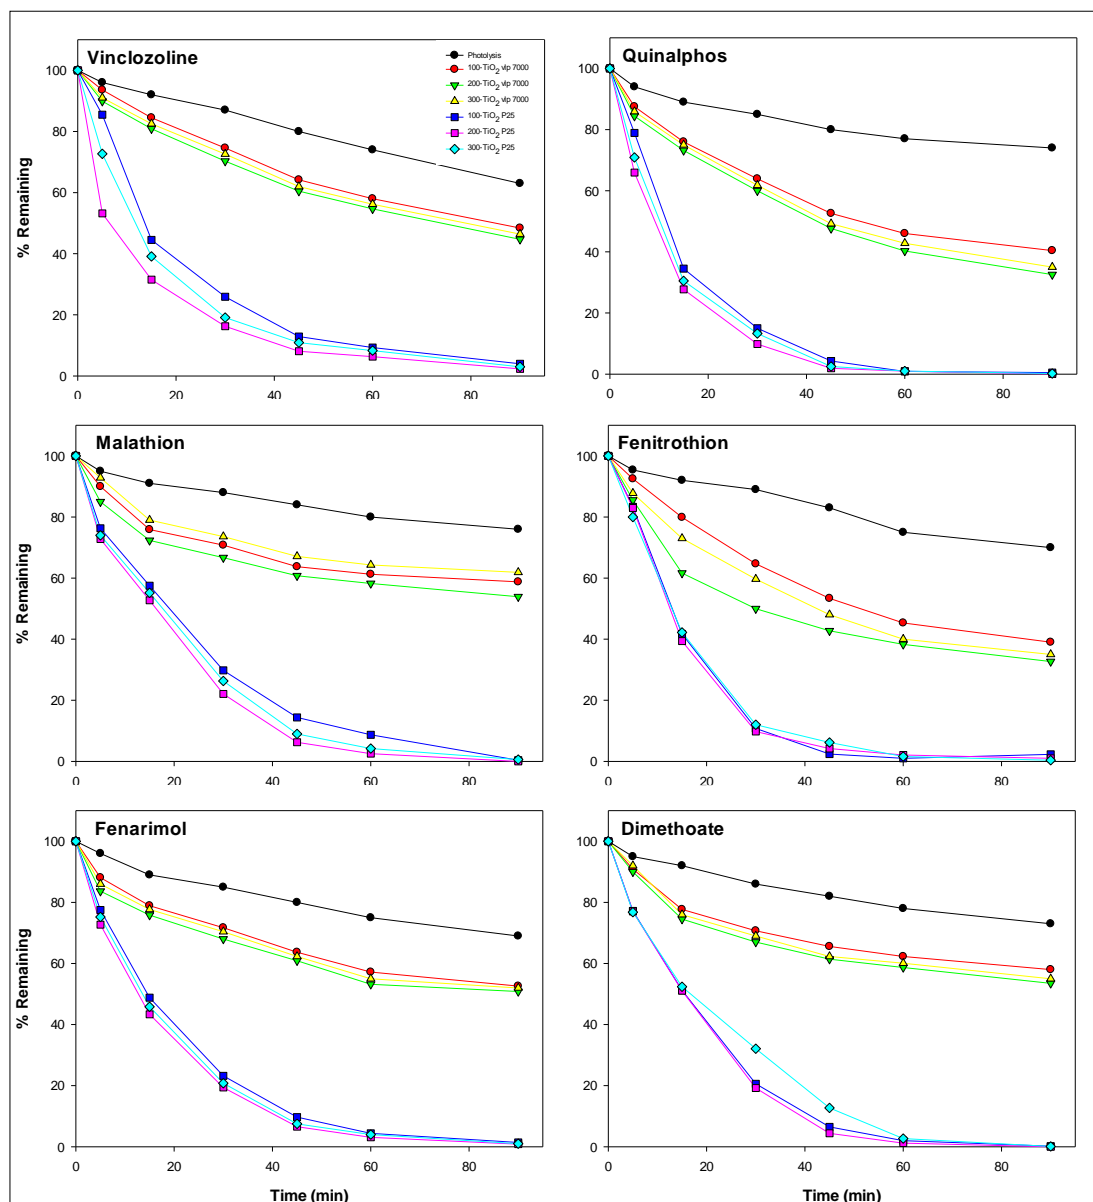 Vinclozoline
Photolysis
100-TiO2 vlp 7000
200-TiO2 vlp 7000
300-TiO2 vlp 7000
100-TiO2 P25
200-TiO2 P25
300-TiO2 P25
% Remaining
100
80
60
40
20
0
0 20 40 60 80
Quinalphos
100
80
60
40
20
0
0 20 40 60 80
Malathion
% Remaining
100
80
60
40
20
0
0 20 40 60 80
Fenitrothion
100
80
60
40
20
0
0 20 40 60 80
Fenarimol
% Remaining
100
80
60
40
20
0
0 20 40 60 80
Time (min)
Dimethoate
100
80
60
40
20
0
0 20 40 60 80
Time (min)